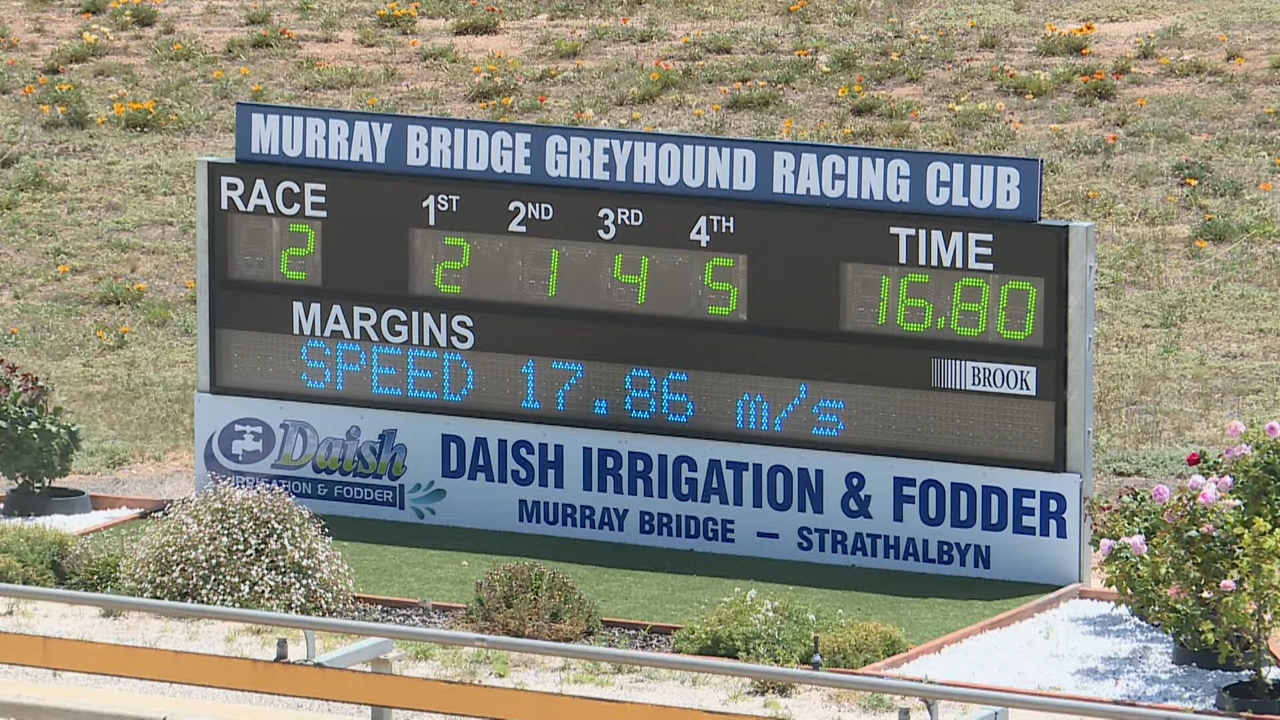 MURRAY BRIDGE GREYHOUND RACING CLUB
RACE 1ST 2ND 3RD 4TH TIME
2 2 1 4 5 16.80
MARGINS
SPEED 17.86 m/s
BROOK
Daish
IRRIGATION & FODDER
DAISH IRRIGATION & FODDER
MURRAY BRIDGE – STRATHALBYN